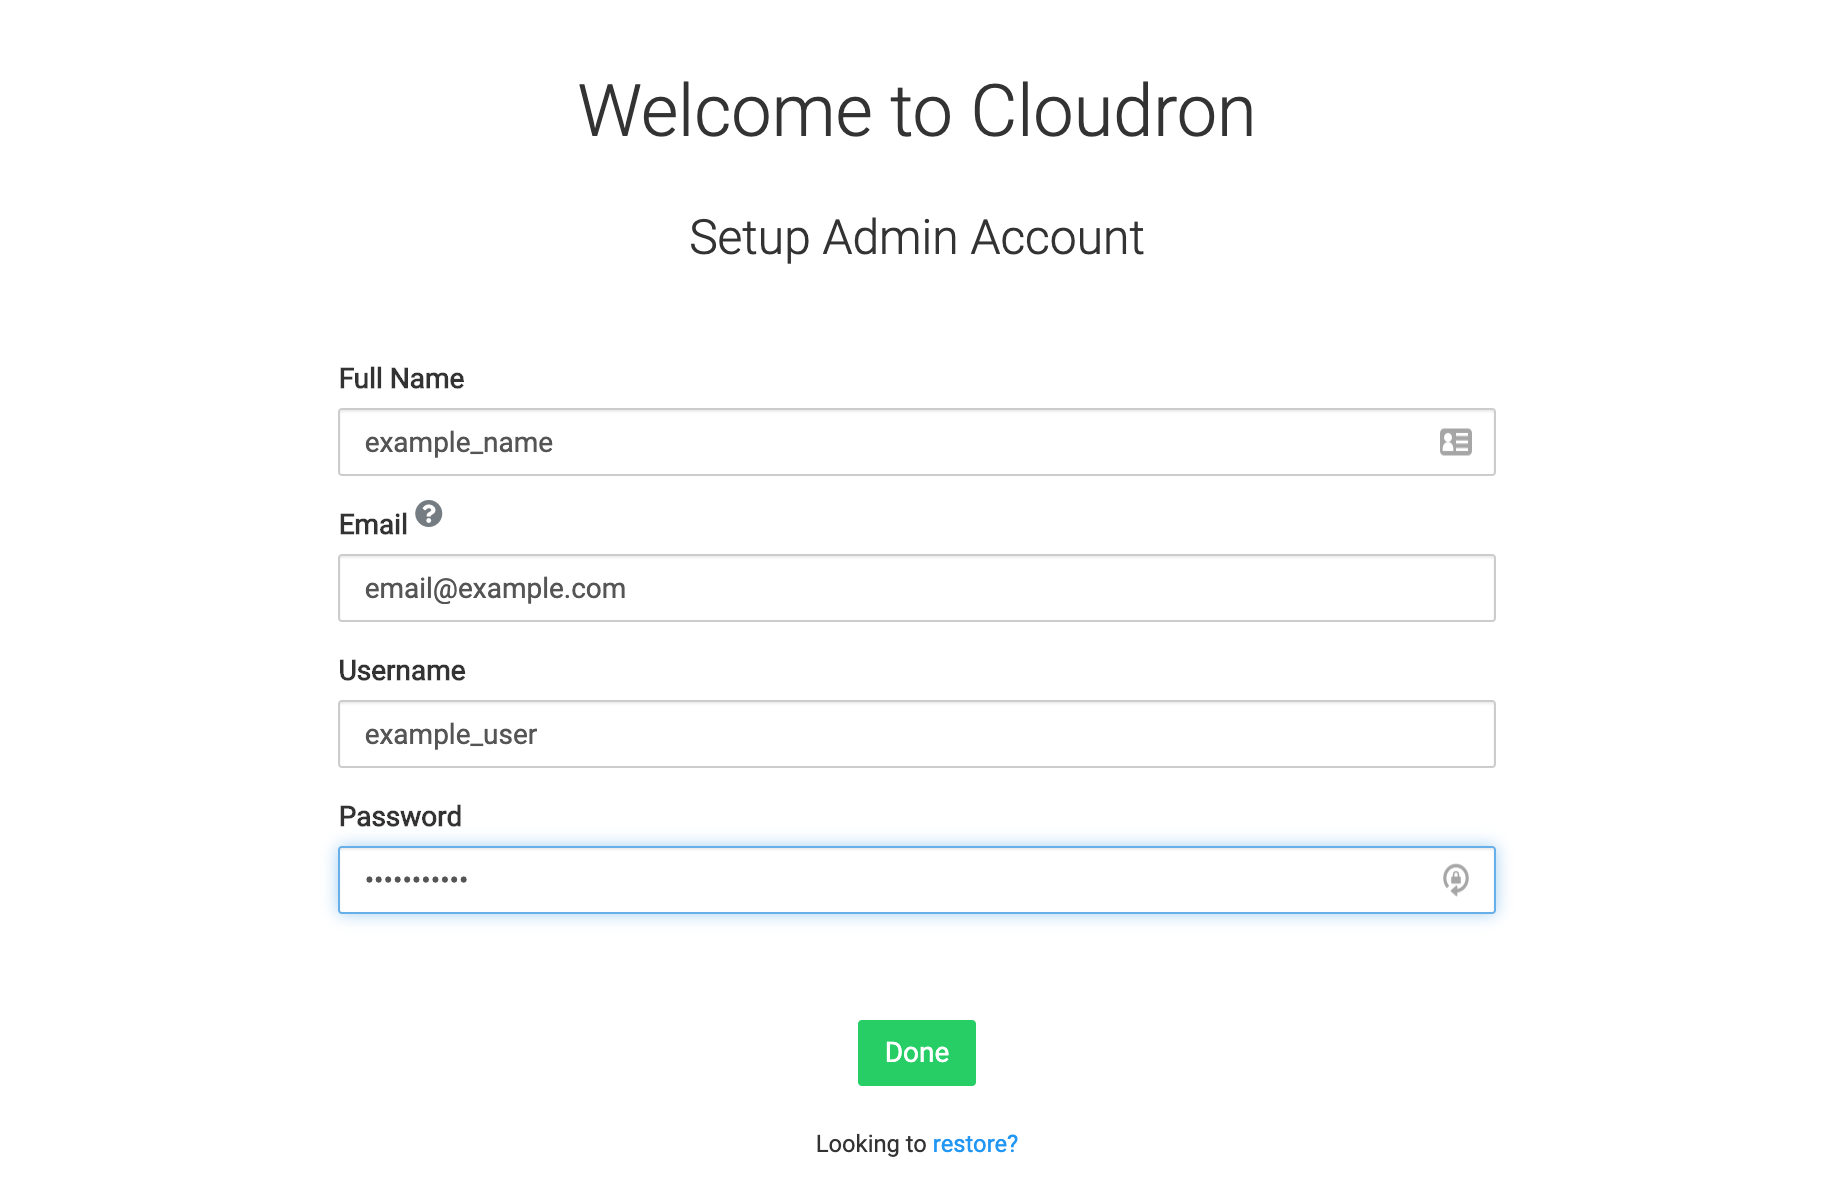 Welcome to Cloudron
Setup Admin Account
Full Name
example_name
Email ?
email@example.com
Username
example_user
Password
•••••••••••
Done
Looking to restore?